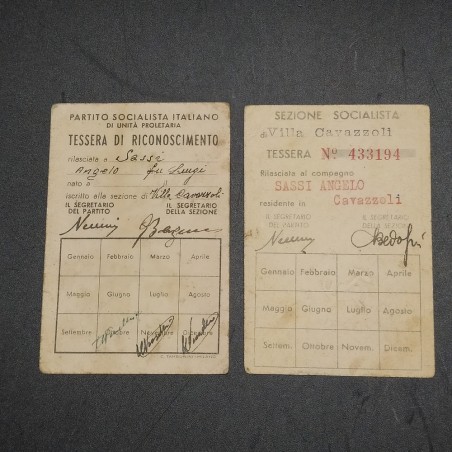 PARTITO SOCIALISTA ITALIANO
DI UNITÀ PROLETARIA
TESSERA DI RICONOSCIMENTO
rilasciata a Sassi
Angelo fu Luigi
nato a
iscritto alla sezione di Villa Cavazzoli
IL SEGRETARIO DEL PARTITO
IL SEGRETARIO DELLA SEZIONE
Nenni
Gennaio Febbraio Marzo Aprile
Maggio Giugno Luglio Agosto
Settembre Ottobre Novembre Dicembre
SEZIONE SOCIALISTA
di Villa Cavazzoli
TESSERA Nº 433194
Rilasciata al compagno
SASSI ANGELO
residente in Cavazzoli
IL SEGRETARIO DEL PARTITO
IL SEGRETARIO DELLA SEZIONE
Nenni
Gennaio Febbraio Marzo Aprile
Maggio Giugno Luglio Agosto
Settem. Ottobre Novem. Dicem.